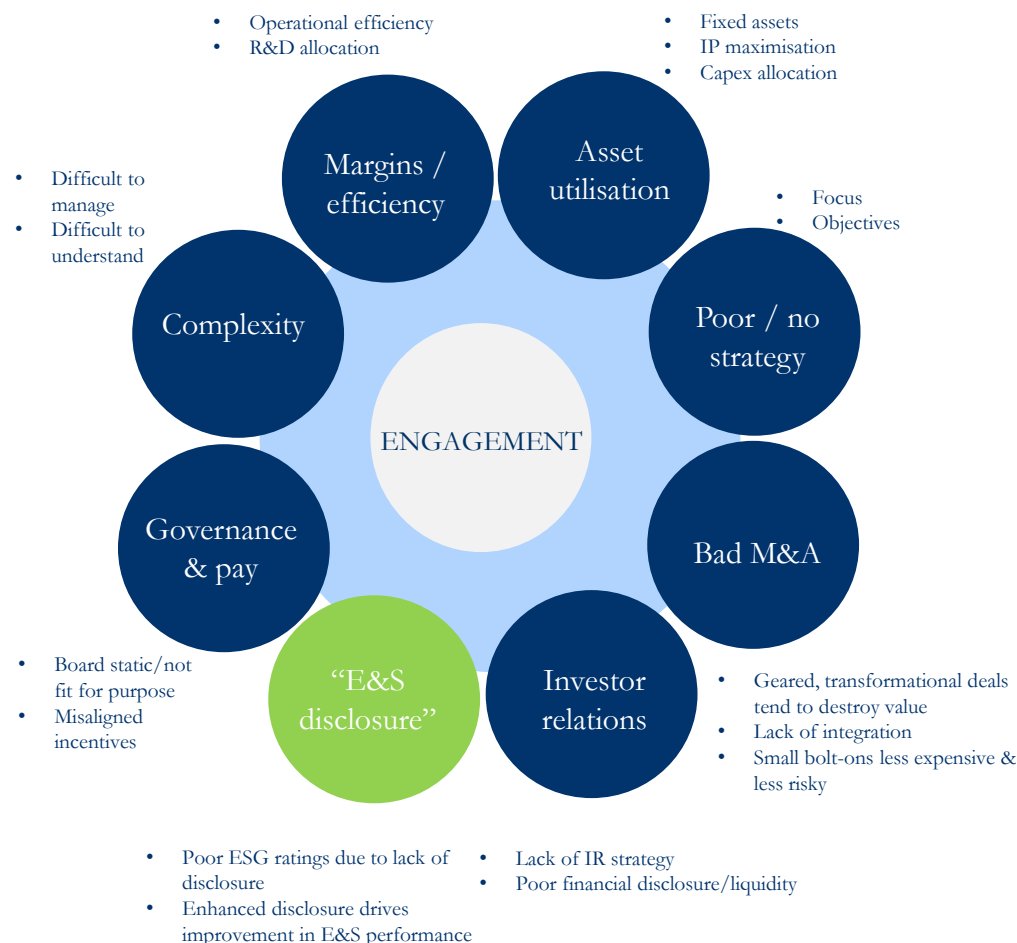 • Operational efficiency
• R&D allocation
• Fixed assets
• IP maximisation
• Capex allocation
Margins /
efficiency
Asset
utilisation
• Difficult to
manage
• Difficult to
understand
• Focus
• Objectives
Complexity
Poor / no
strategy
ENGAGEMENT
Governance
& pay
Bad M&A
• Board static/not
fit for purpose
• Misaligned
incentives
“E&S
disclosure”
Investor
relations
• Geared, transformational deals
tend to destroy value
• Lack of integration
• Small bolt-ons less expensive &
less risky
• Poor ESG ratings due to lack of
disclosure
• Enhanced disclosure drives
improvement in E&S performance
• Lack of IR strategy
• Poor financial disclosure/liquidity